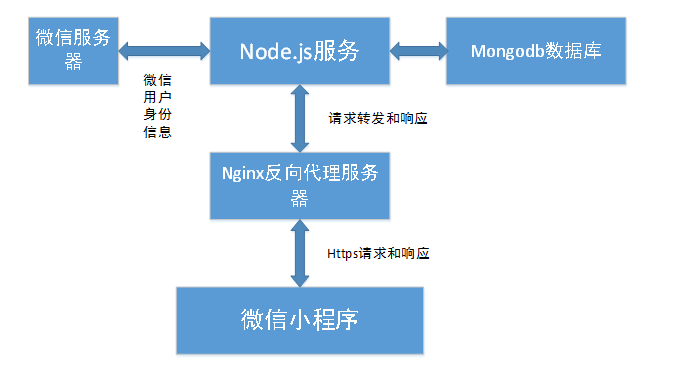 微信服务
器
Node.js服务
Mongodb数据库
微信
用户
身份
信息
请求转发和响应
Nginx反向代理服务
器
Https请求和响应
微信小程序